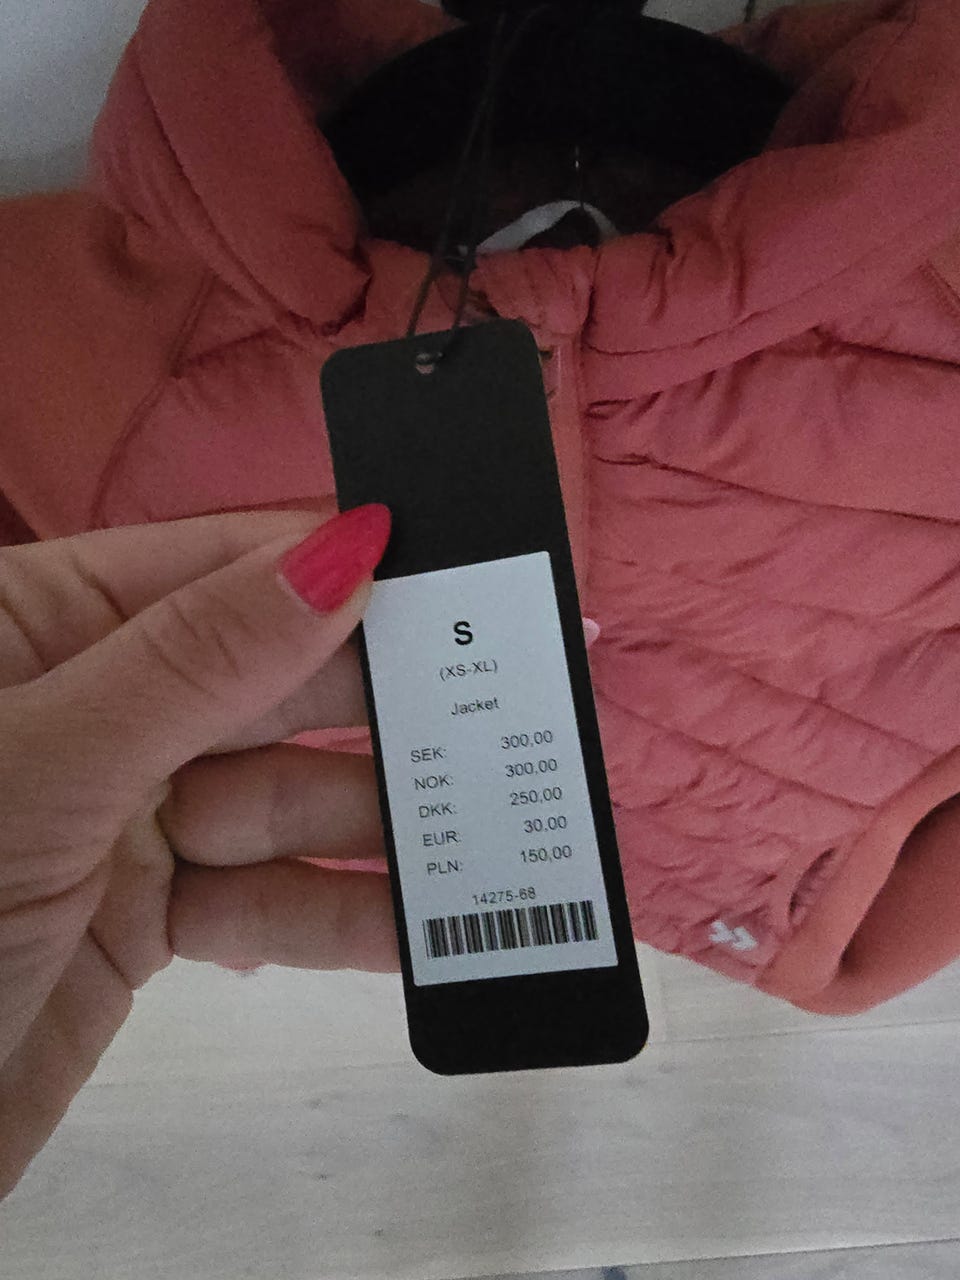 S
(XS-XL)
Jacket
SEK: 300,00
NOK: 300,00
DKK: 250,00
EUR: 30,00
PLN: 150,00
14275-68